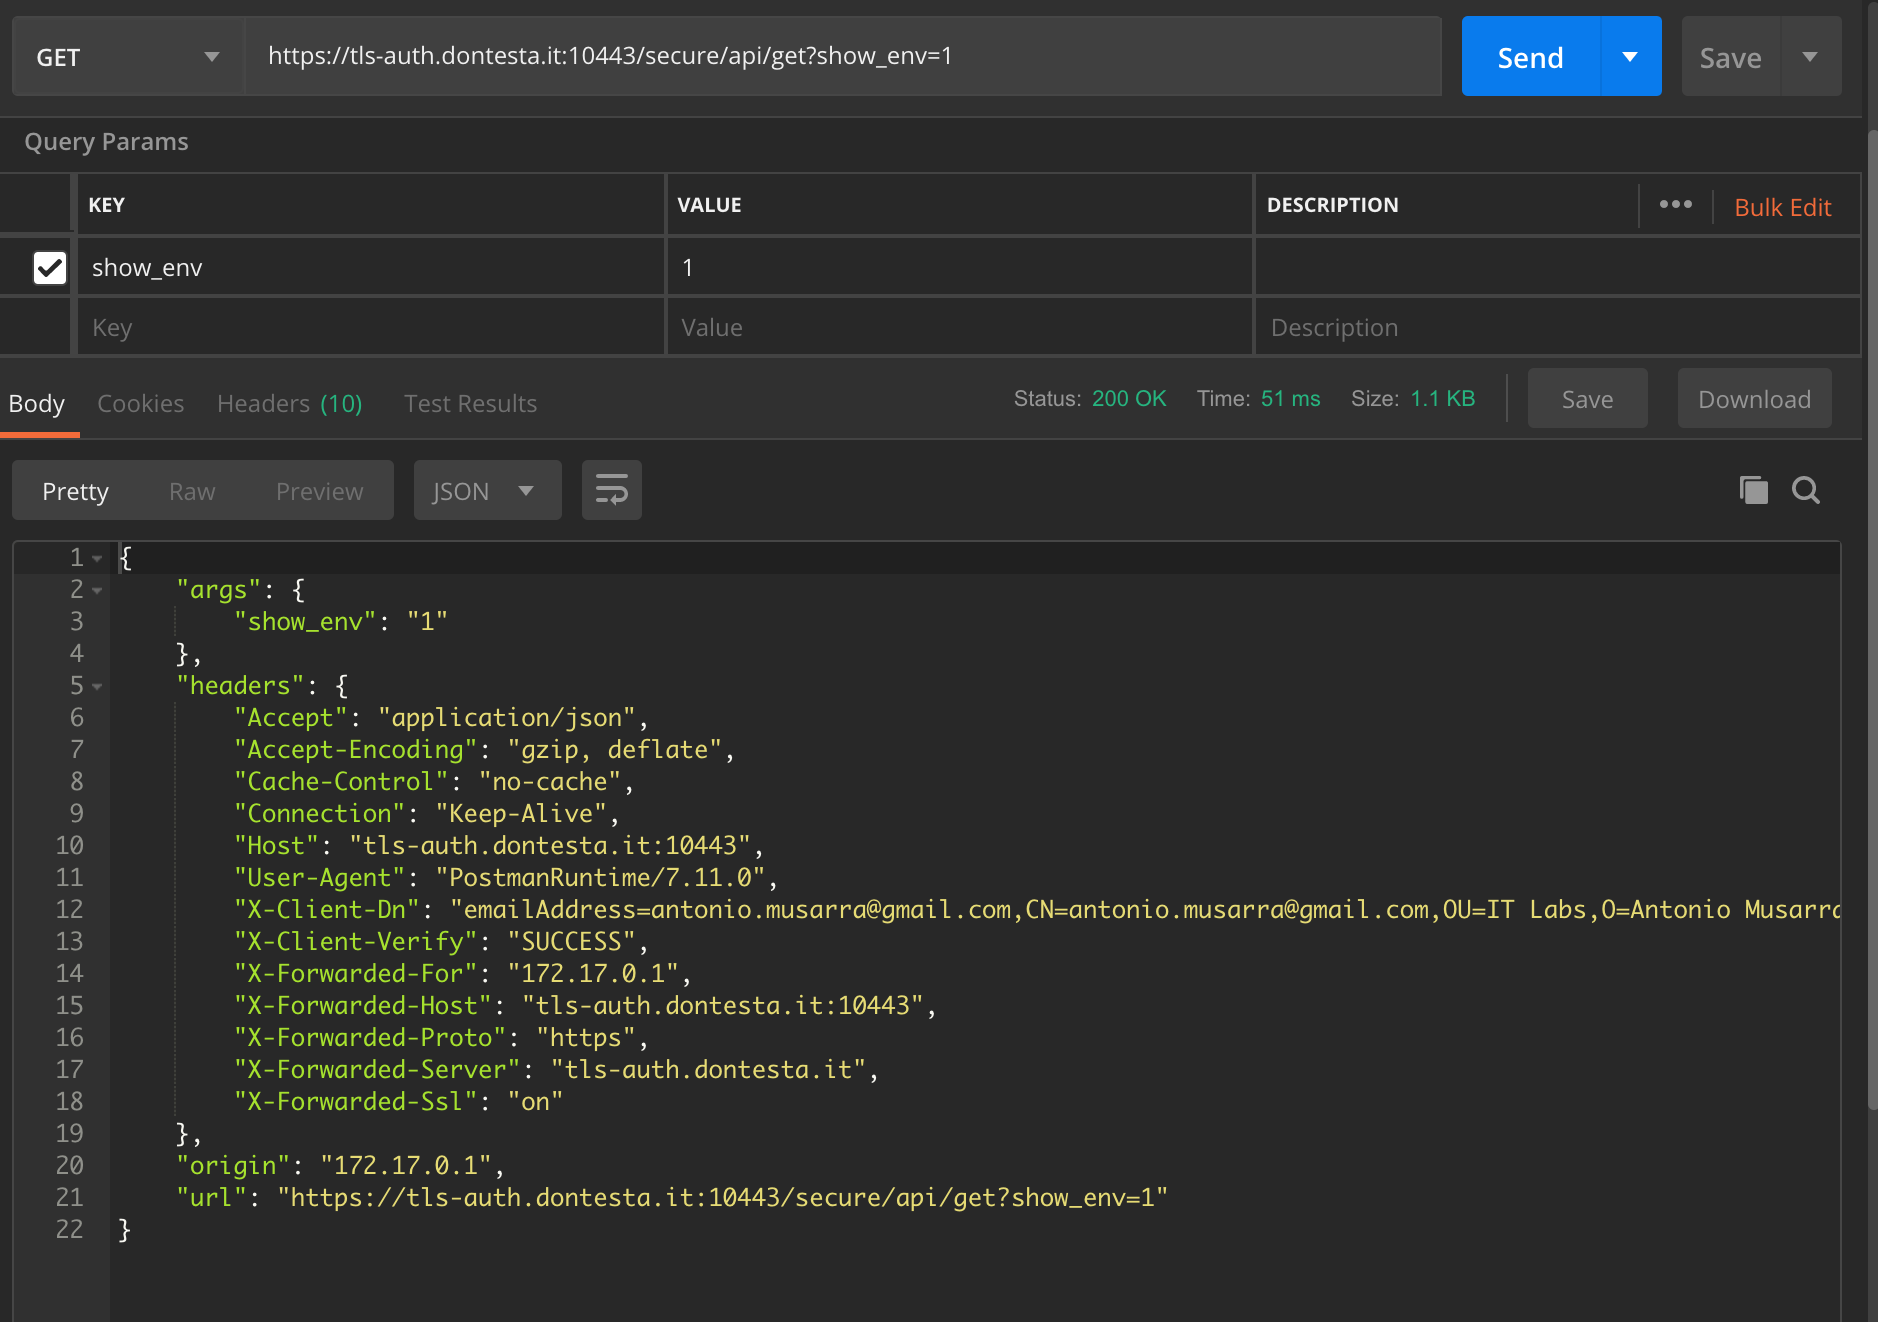 GET https://tls-auth.dontesta.it:10443/secure/api/get?show_env=1 Send Save
Query Params
KEY VALUE DESCRIPTION ••• Bulk Edit
show_env 1
Key Value Description
Body Cookies Headers (10) Test Results Status: 200 OK Time: 51 ms Size: 1.1 KB Save Download
Pretty Raw Preview JSON
1 {
2 "args": {
3 "show_env": "1"
4 },
5 "headers": {
6 "Accept": "application/json",
7 "Accept-Encoding": "gzip, deflate",
8 "Cache-Control": "no-cache",
9 "Connection": "Keep-Alive",
10 "Host": "tls-auth.dontesta.it:10443",
11 "User-Agent": "PostmanRuntime/7.11.0",
12 "X-Client-Dn": "emailAddress=antonio.musarra@gmail.com,CN=antonio.musarra@gmail.com,OU=IT Labs,O=Antonio Musarra
13 "X-Client-Verify": "SUCCESS",
14 "X-Forwarded-For": "172.17.0.1",
15 "X-Forwarded-Host": "tls-auth.dontesta.it:10443",
16 "X-Forwarded-Proto": "https",
17 "X-Forwarded-Server": "tls-auth.dontesta.it",
18 "X-Forwarded-Ssl": "on"
19 },
20 "origin": "172.17.0.1",
21 "url": "https://tls-auth.dontesta.it:10443/secure/api/get?show_env=1"
22 }